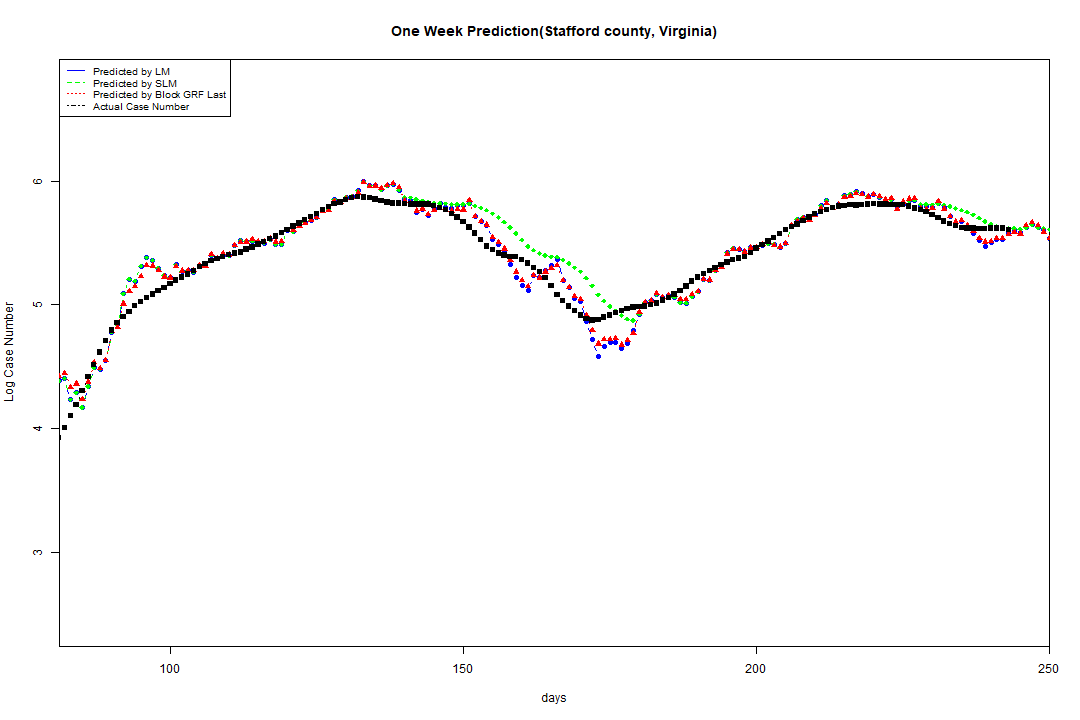 One Week Prediction(Stafford county, Virginia)
Predicted by LM
Predicted by SLM
Predicted by Block GRF Last
Actual Case Number
6
5
4
3
Log Case Number
100
150
200
250
days